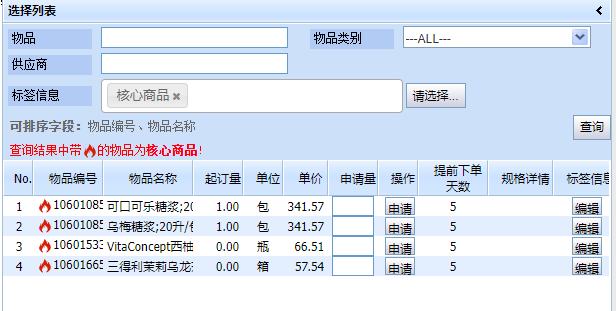 选择列表
物品 物品类别 ---ALL---
供应商
标签信息 核心商品 请选择...
可排序字段：物品编号、物品名称
查询
查询结果中带的物品为核心商品!
No. 物品编号 物品名称 起订量 单位 单价 申请量 操作 提前下单天数 规格详情 标签信息
1 10601085 可口可乐糖浆;20 1.00 包 341.57 申请 5 编辑
2 10601085 乌梅糖浆;20升/ 1.00 包 341.57 申请 5 编辑
3 10601533 VitaConcept西柚 0.00 瓶 66.51 申请 5 编辑
4 10601665 三得利茉莉乌龙 0.00 箱 57.54 申请 5 编辑